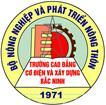 BỘ NÔNG NGHIỆP VÀ PHÁT TRIỂN NÔNG THÔN
TRƯỜNG CAO ĐẲNG
CƠ ĐIỆN VÀ XÂY DỰNG
BẮC NINH
1971